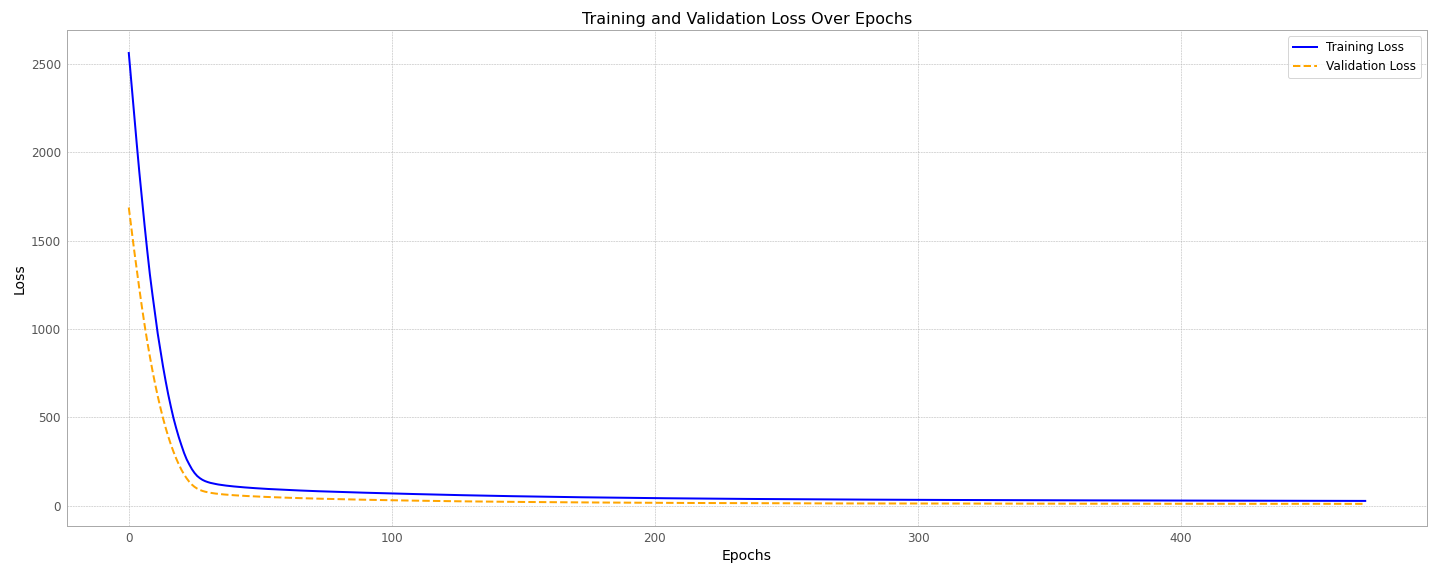 Training and Validation Loss Over Epochs
Training Loss
Validation Loss
2500
2000
1500
1000
500
0
Loss
0 100 200 300 400
Epochs